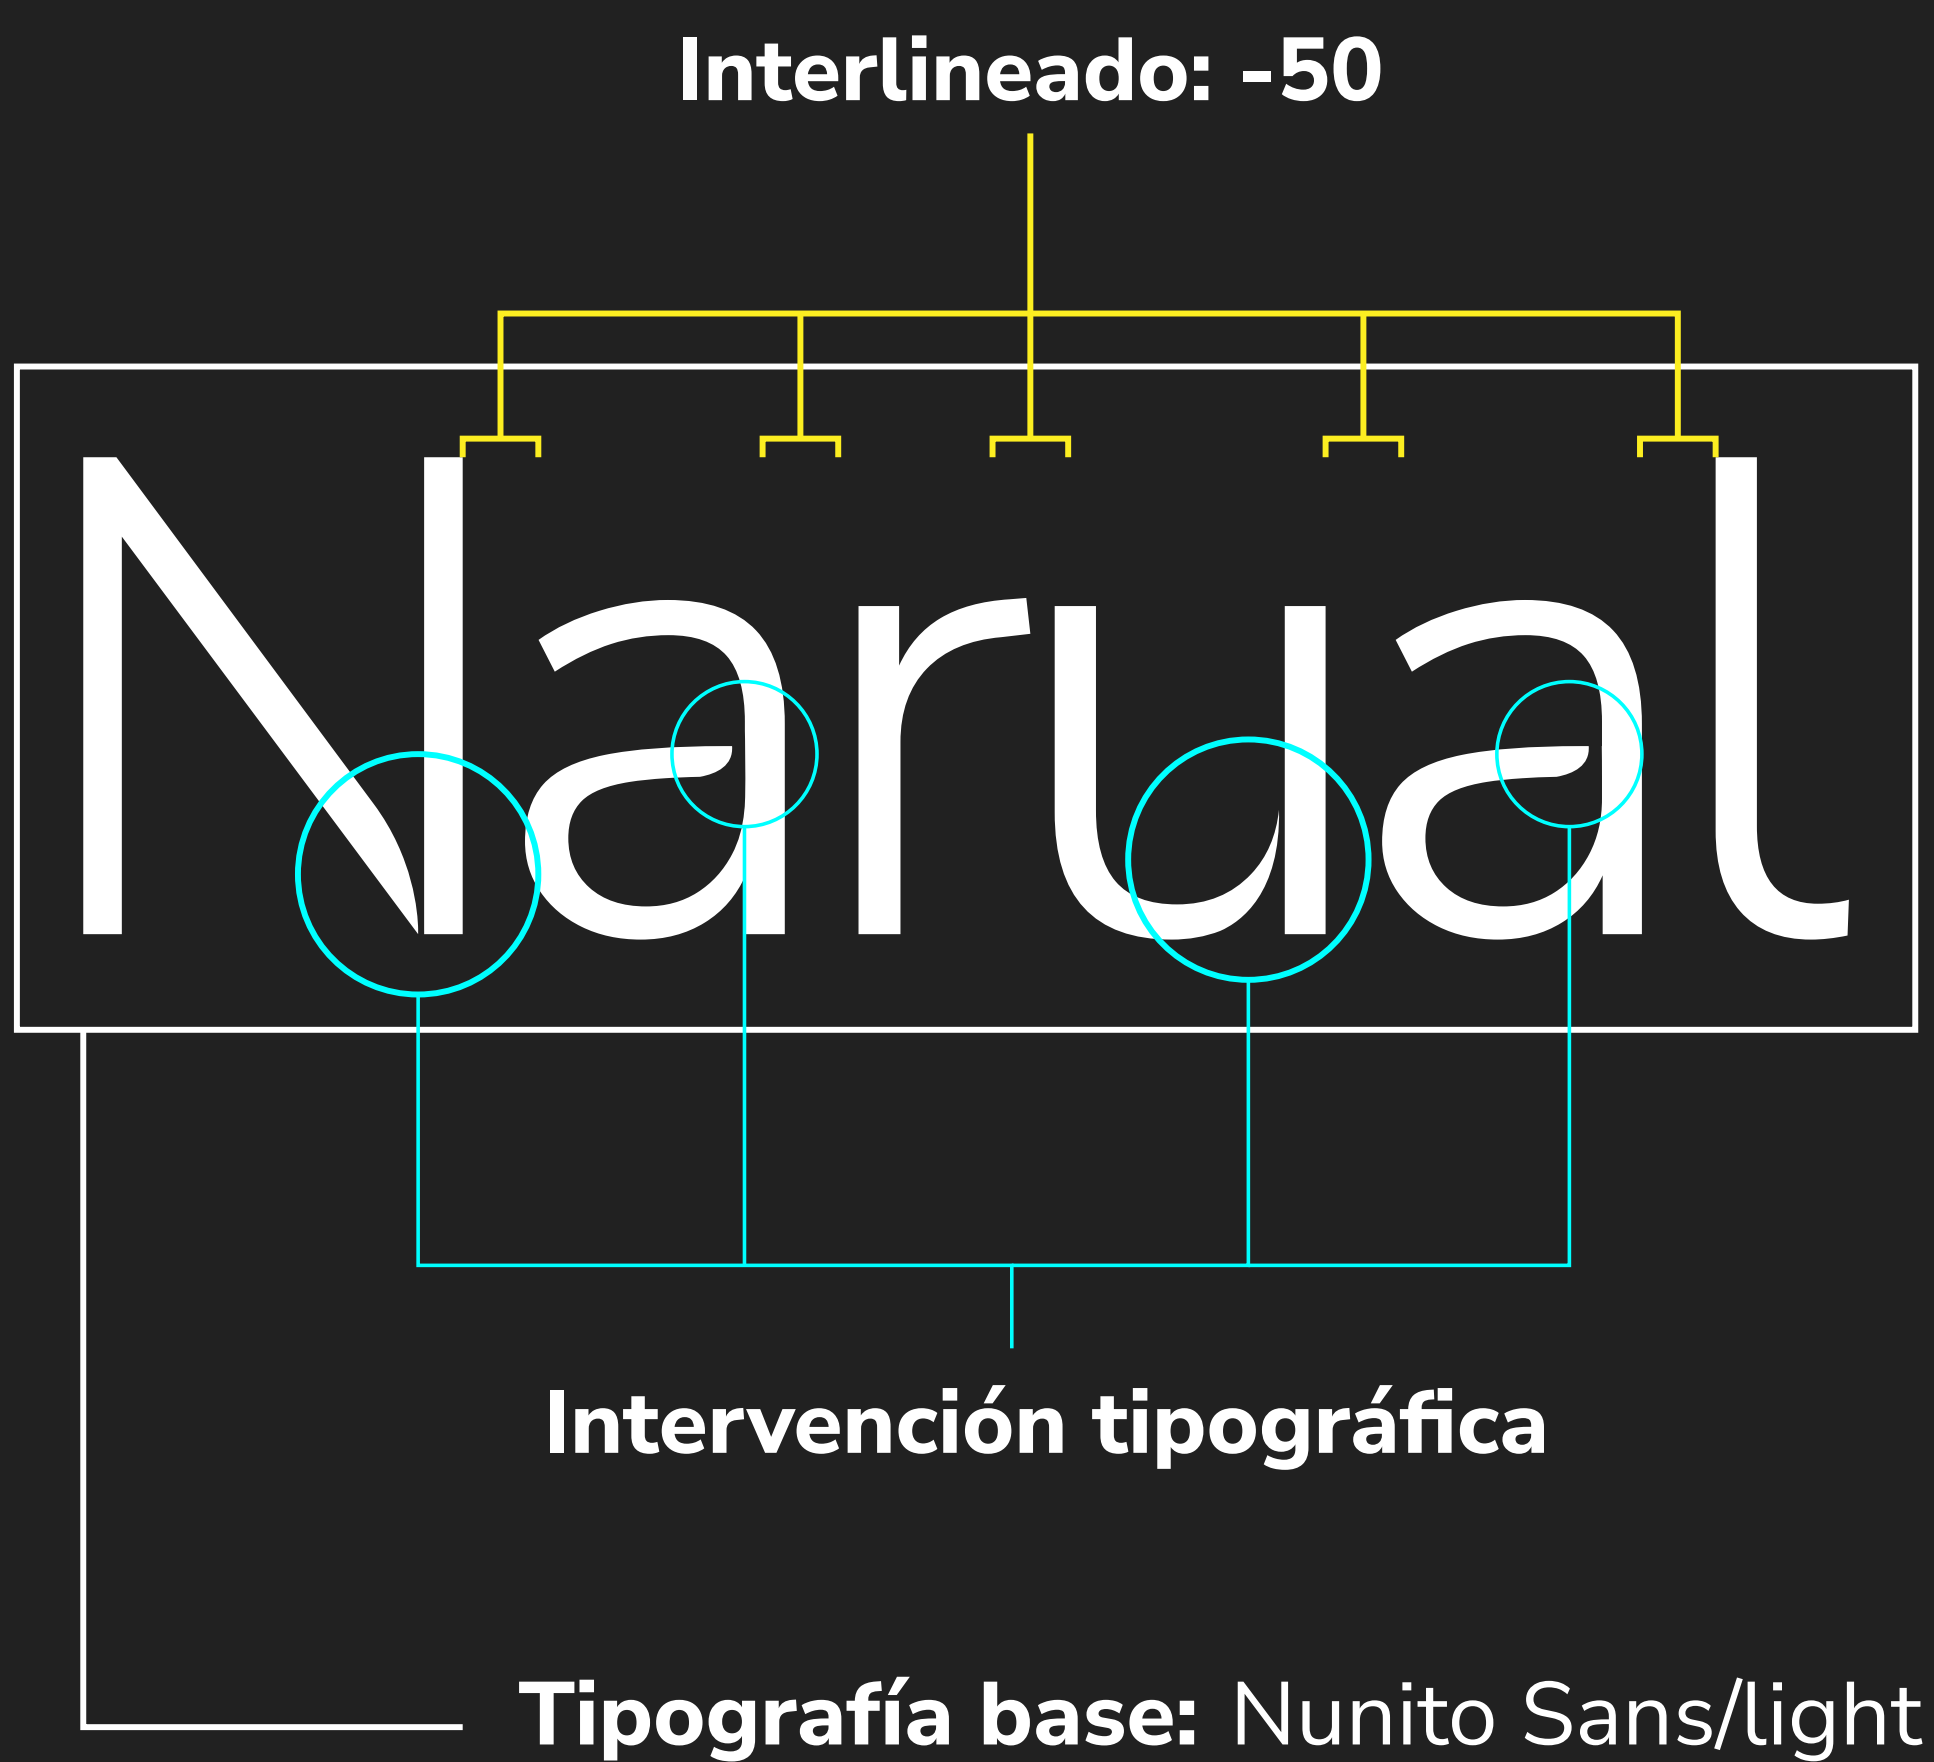 Interlineado: -50
Narual
Intervención tipográfica
Tipografía base: Nunito Sans/light